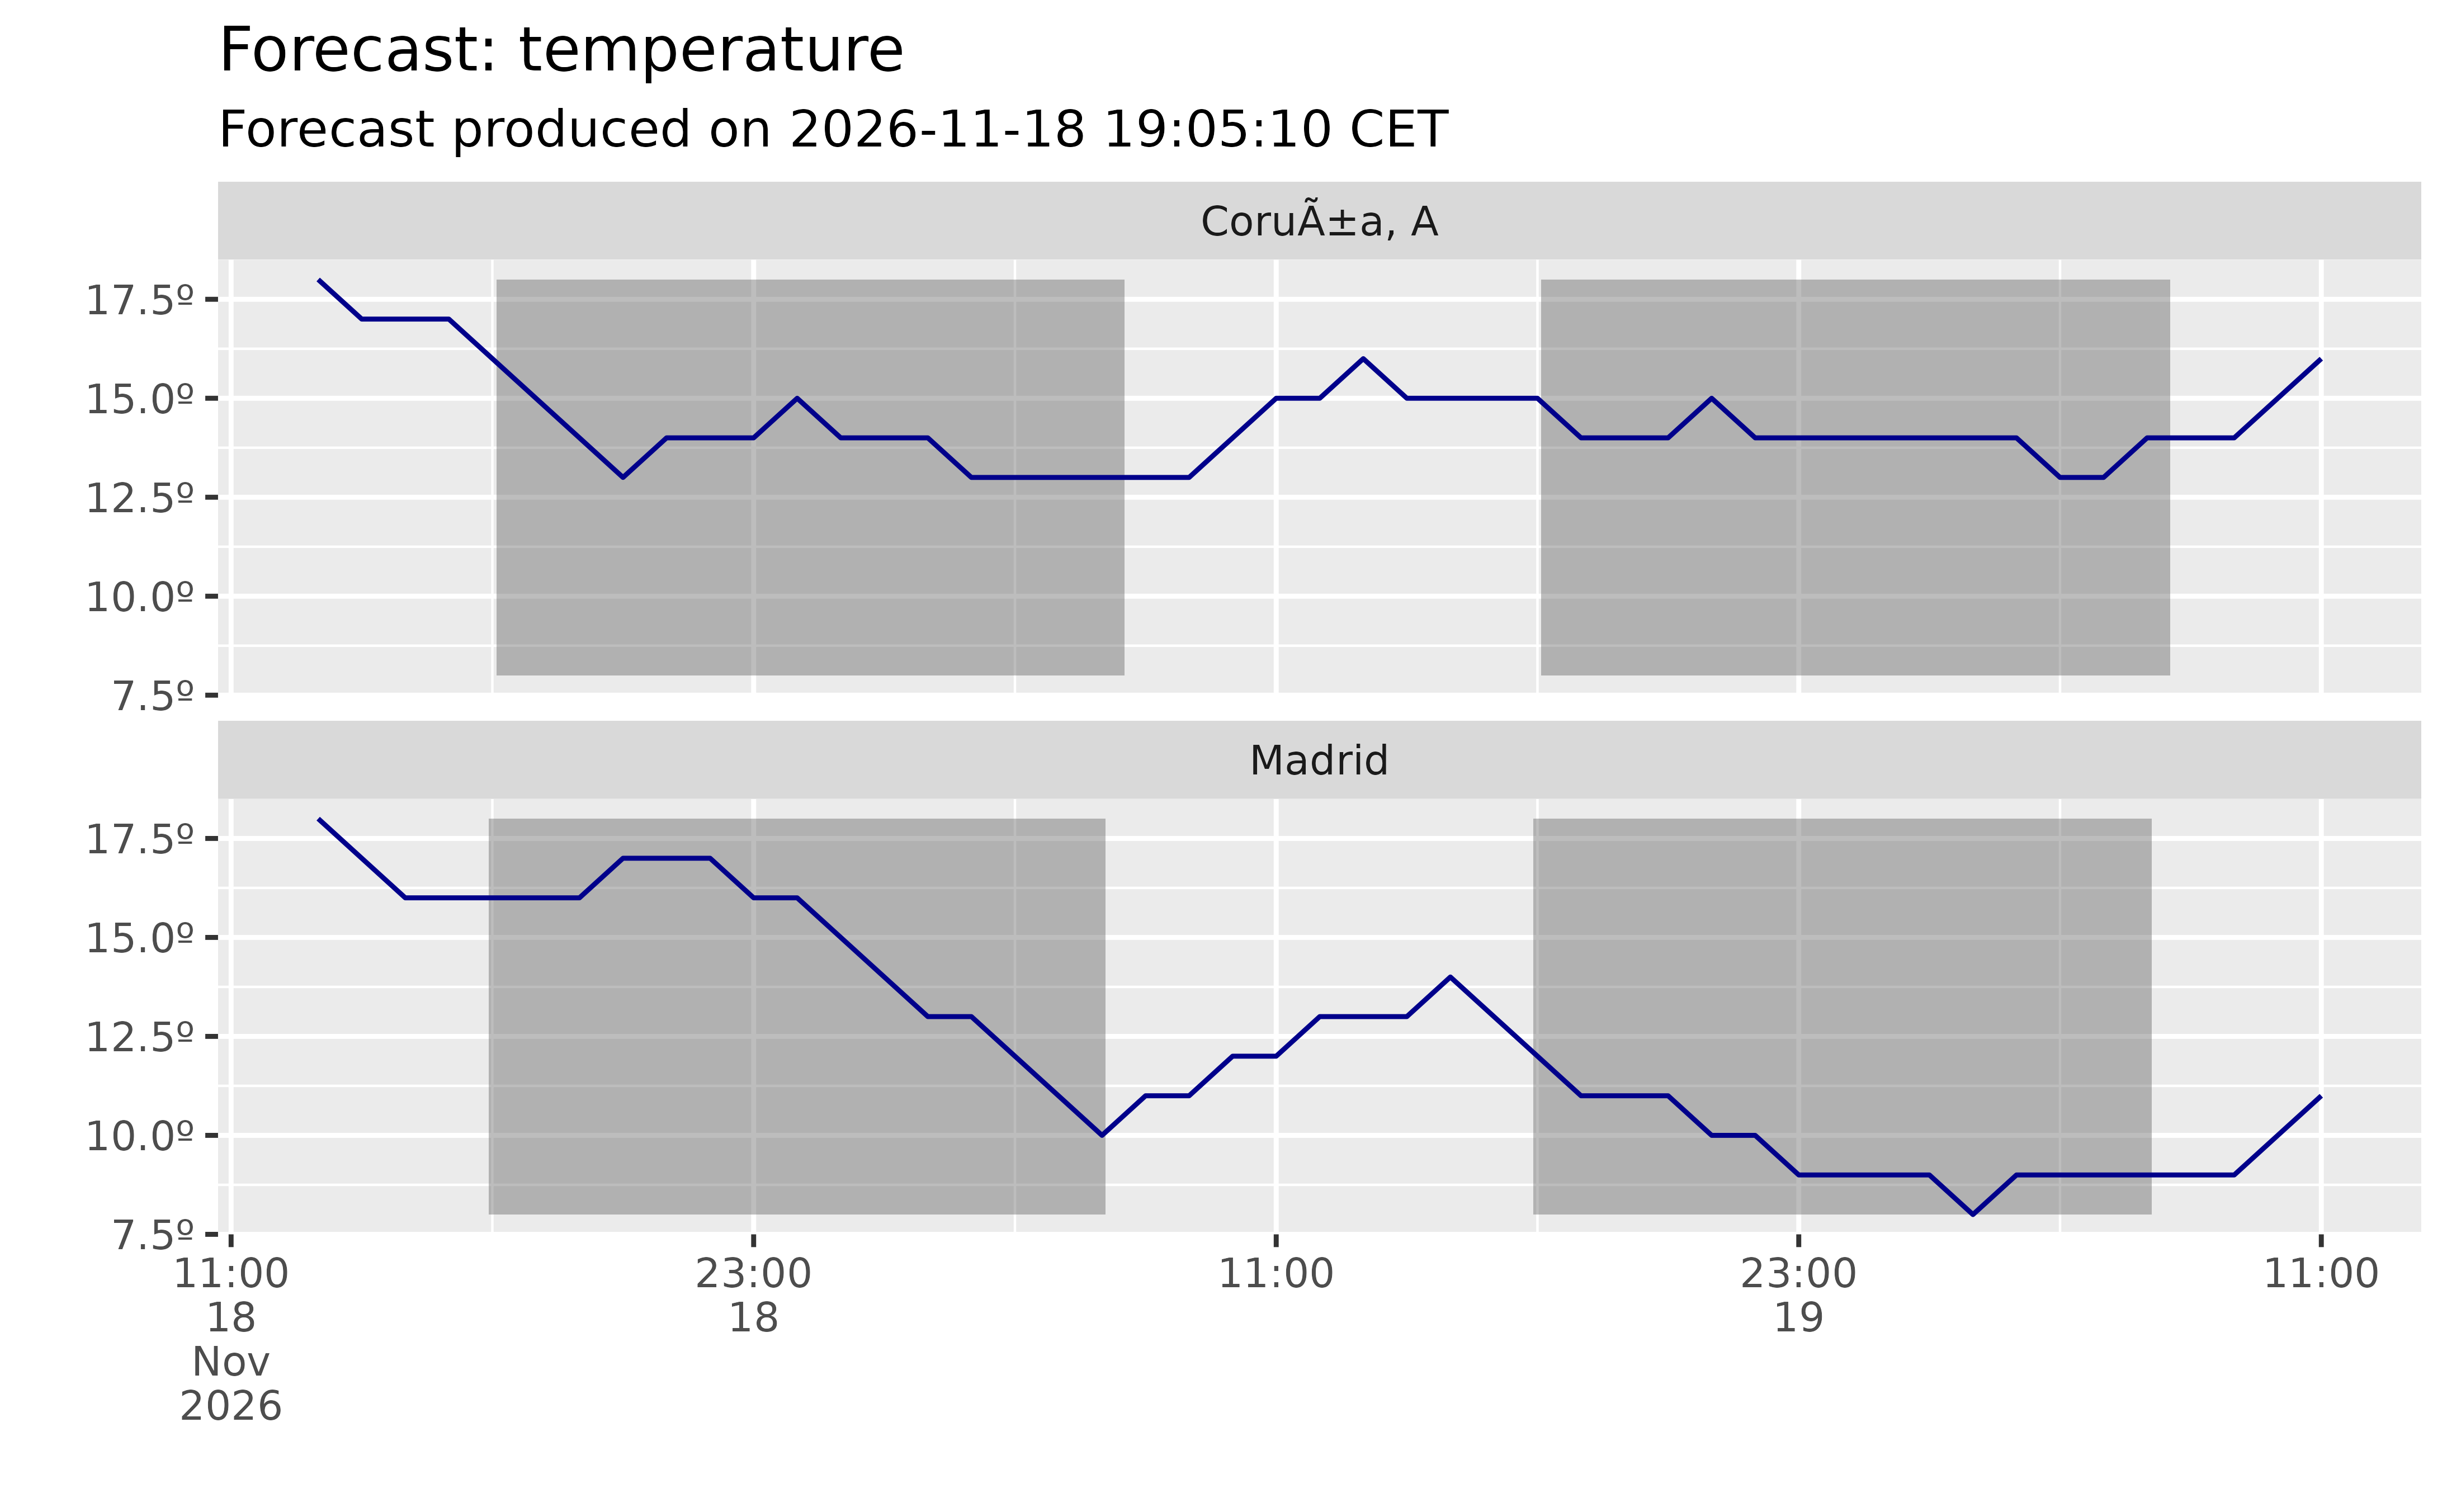 Forecast: temperature
Forecast produced on 2026-11-18 19:05:10 CET
CoruÃ±a, A
17.5º
15.0º
12.5º
10.0º
7.5º
Madrid
17.5º
15.0º
12.5º
10.0º
7.5º
11:00 23:00 11:00 23:00 11:00
18 18 19
Nov
2026